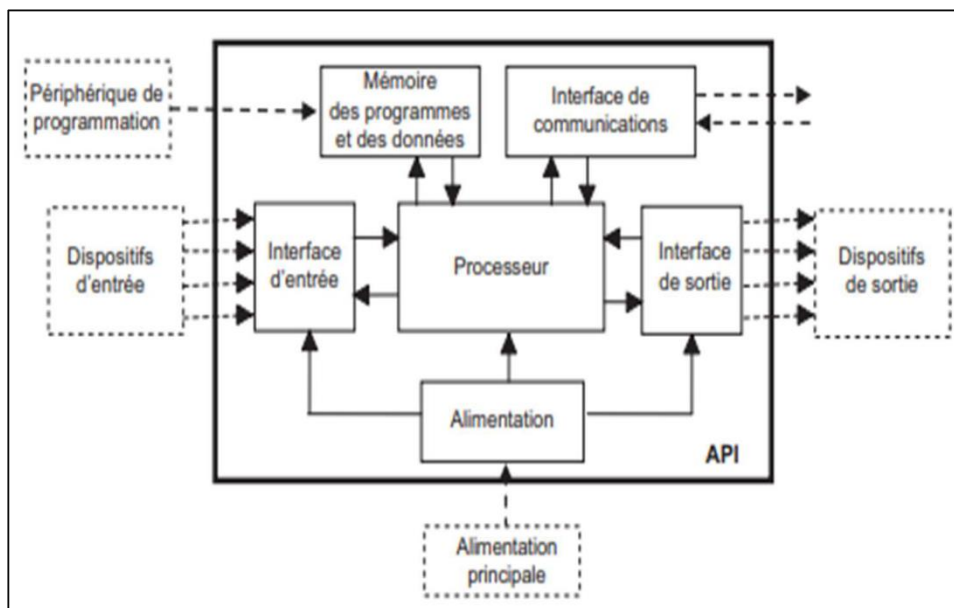 Périphérique de
programmation
Mémoire
des programmes
et des données
Interface de
communications
Dispositifs
d'entrée
Interface
d'entrée
Processeur
Interface
de sortie
Dispositifs
de sortie
Alimentation
API
Alimentation
principale